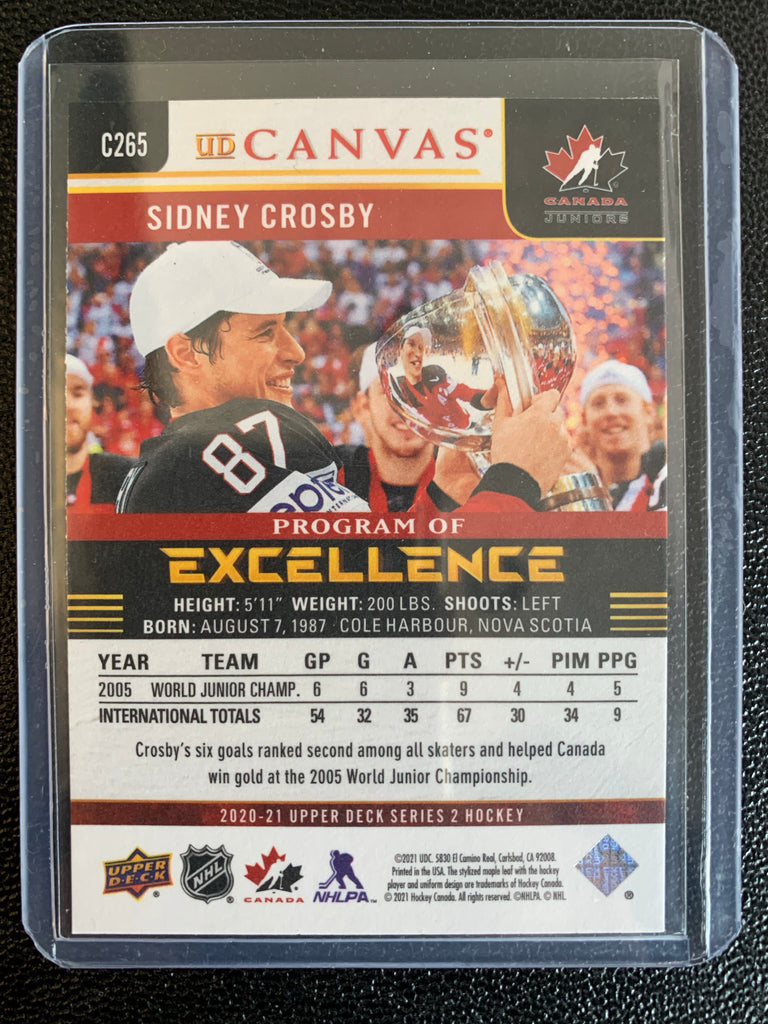 C265
UD CANVAS®
CANADA
JUNIORS
SIDNEY CROSBY
87
PROGRAM OF
EXCELLENCE
HEIGHT: 5'11" WEIGHT: 200 LBS. SHOOTS: LEFT
BORN: AUGUST 7, 1987 · COLE HARBOUR, NOVA SCOTIA
YEAR TEAM GP G A PTS +/- PIM PPG
2005 WORLD JUNIOR CHAMP. 6 6 3 9 4 4 5
INTERNATIONAL TOTALS 54 32 35 67 30 34 9
Crosby's six goals ranked second among all skaters and helped Canada
win gold at the 2005 World Junior Championship.
2020-21 UPPER DECK SERIES 2 HOCKEY
UPPER
DECK
NHL
CANADA
NHLPA
©2021 UDC. 5830 El Camino Real, Carlsbad, CA 92008.
Printed in the USA. The stylized maple leaf with the hockey
player and uniform design are trademarks of Hockey Canada.
© 2021 Hockey Canada. All rights reserved. ©NHLPA. © NHL